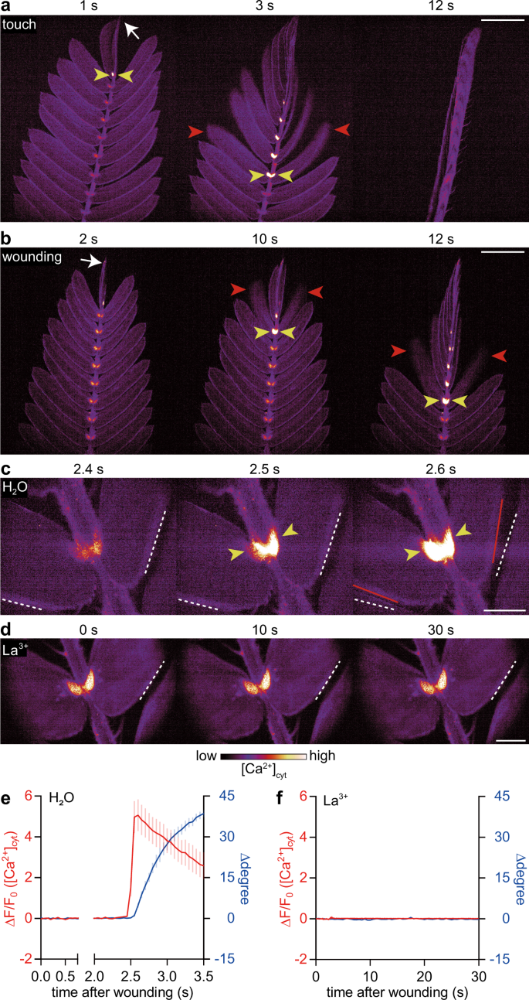 a
1 s 3 s 12 s
touch
b
2 s 10 s 12 s
wounding
c
2.4 s 2.5 s 2.6 s
H₂O
d
0 s 10 s 30 s
La³⁺
low high
[Ca²⁺]cyt
e H₂O
6
4
2
0
-2
ΔF/F₀ ([Ca²⁺]cyt)
45
30
15
0
-15
Δdegree
0.0 0.5 2.0 2.5 3.0 3.5
time after wounding (s)
f La³⁺
6
4
2
0
-2
ΔF/F₀ ([Ca²⁺]cyt)
45
30
15
0
-15
Δdegree
0 10 20 30
time after wounding (s)